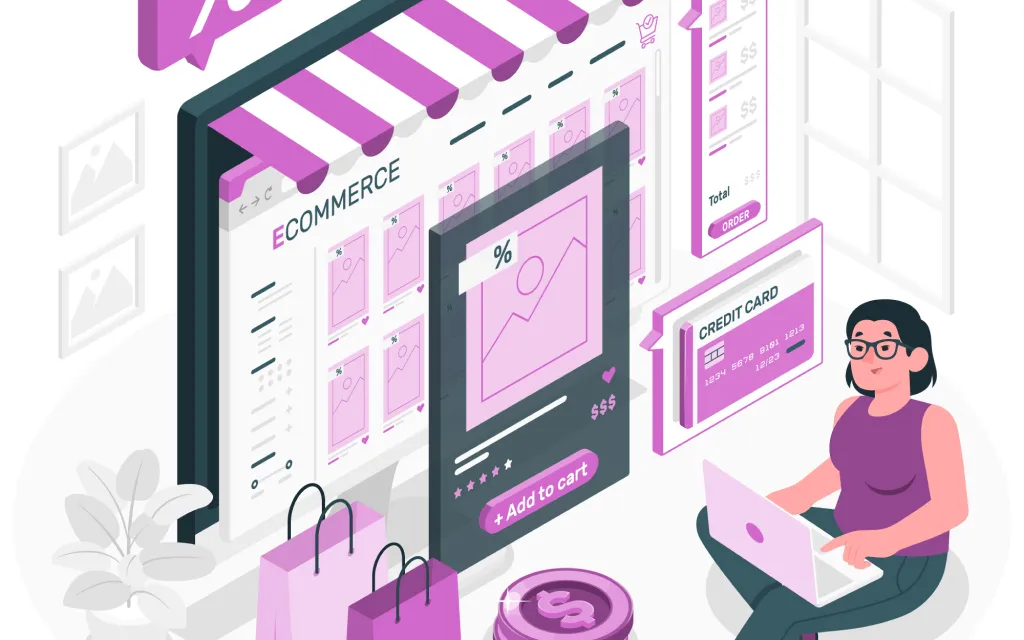 %
ECOMMERCE
%
%
%
%
%
%
%
%
%
+ Add to cart
$$$
$$
$$
$$
$$$
Total
ORDER
CREDIT CARD
1234 5678 9101 1213
12/23
$